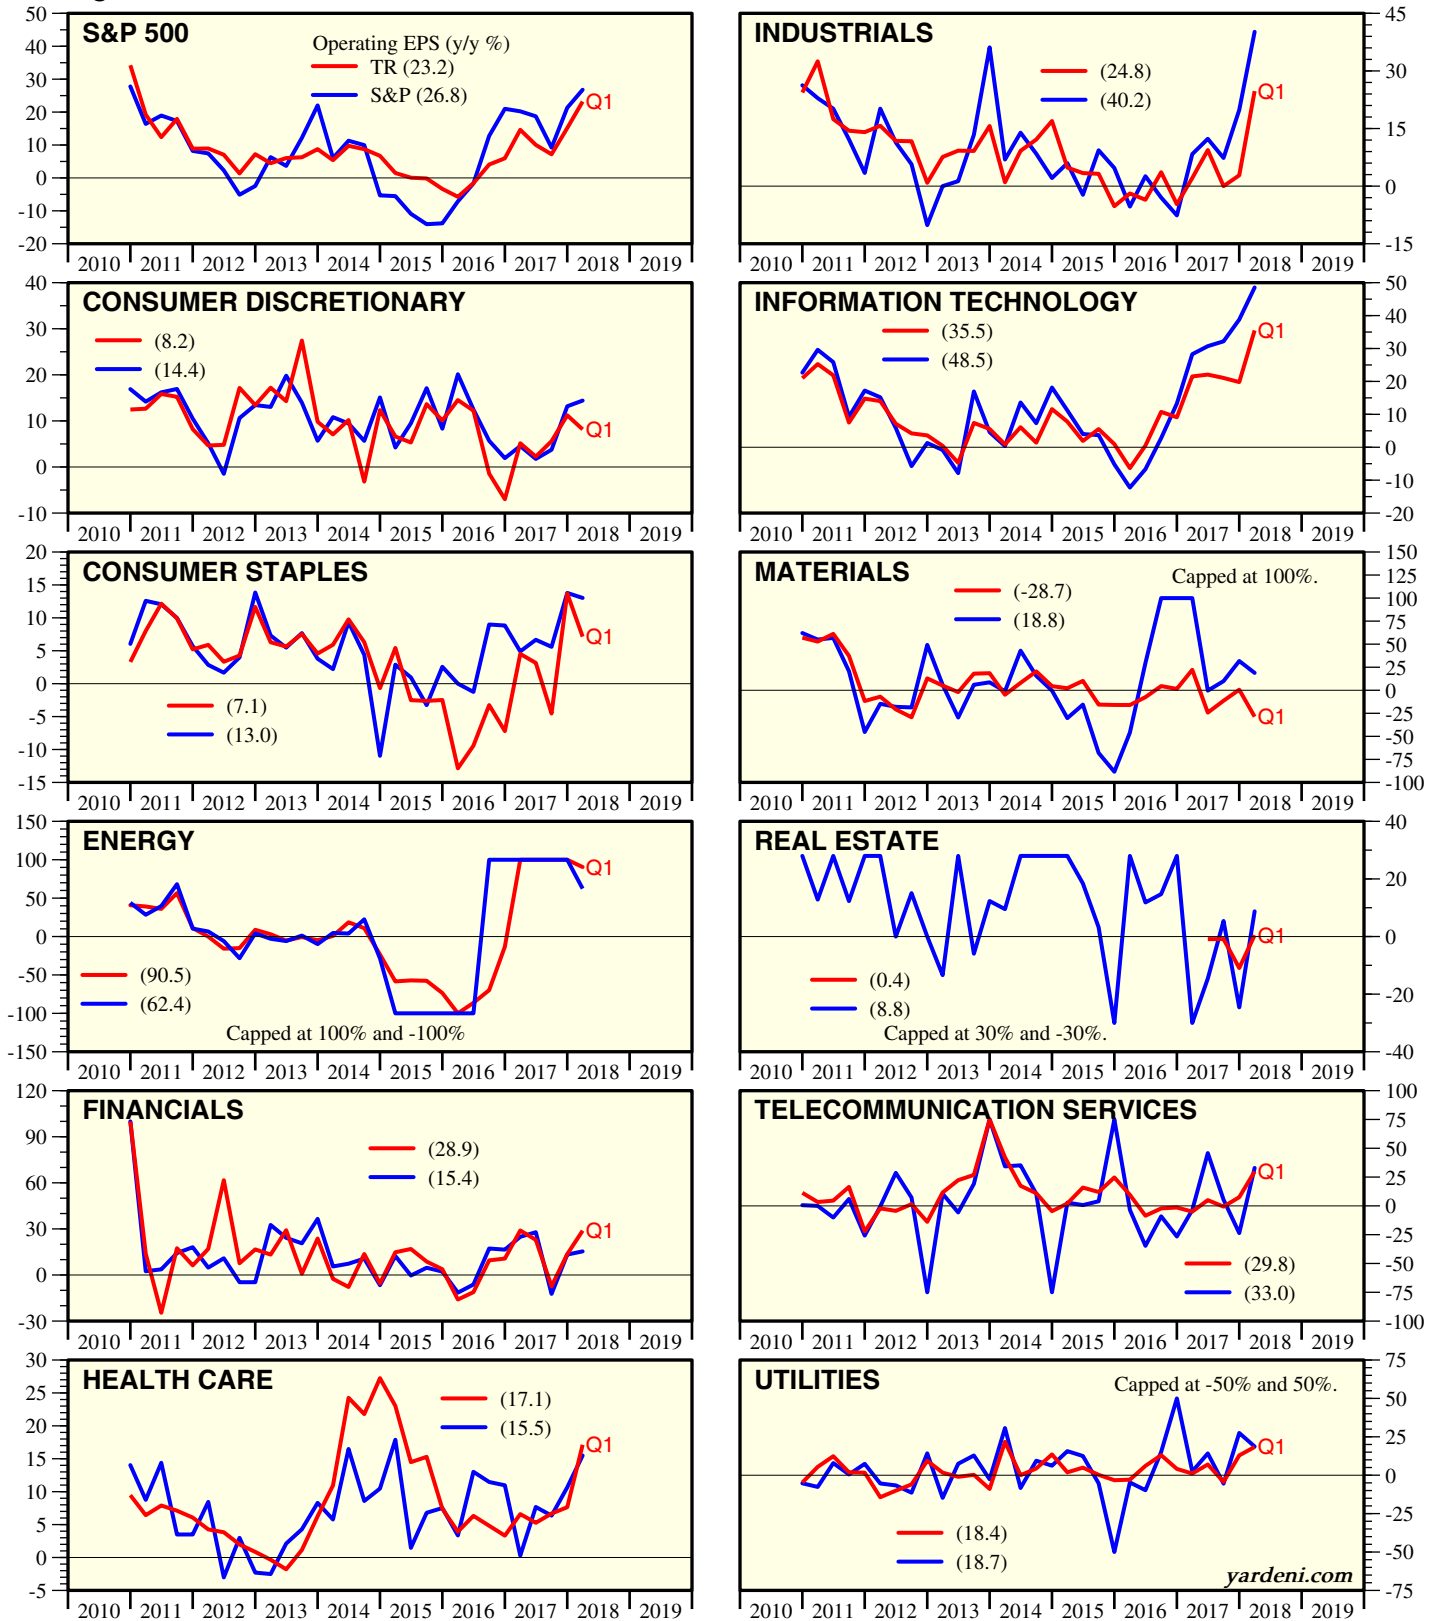 50
40
30
20
10
0
-10
-20
S&P 500
Operating EPS (y/y %)
TR (23.2)
S&P (26.8)
Q1
2010 2011 2012 2013 2014 2015 2016 2017 2018 2019
INDUSTRIALS
(24.8)
(40.2)
Q1
45
30
15
0
-15
2010 2011 2012 2013 2014 2015 2016 2017 2018 2019
40
30
20
10
0
-10
CONSUMER DISCRETIONARY
(8.2)
(14.4)
Q1
2010 2011 2012 2013 2014 2015 2016 2017 2018 2019
INFORMATION TECHNOLOGY
(35.5)
(48.5)
Q1
50
40
30
20
10
0
-10
-20
2010 2011 2012 2013 2014 2015 2016 2017 2018 2019
20
15
10
5
0
-5
-10
-15
CONSUMER STAPLES
(7.1)
(13.0)
Q1
2010 2011 2012 2013 2014 2015 2016 2017 2018 2019
MATERIALS
Capped at 100%.
(-28.7)
(18.8)
Q1
150
125
100
75
50
25
0
-25
-50
-75
-100
2010 2011 2012 2013 2014 2015 2016 2017 2018 2019
150
100
50
0
-50
-100
-150
ENERGY
Q1
(90.5)
(62.4)
Capped at 100% and -100%
2010 2011 2012 2013 2014 2015 2016 2017 2018 2019
REAL ESTATE
Q1
(0.4)
(8.8)
Capped at 30% and -30%.
40
20
0
-20
-40
2010 2011 2012 2013 2014 2015 2016 2017 2018 2019
120
90
60
30
0
-30
FINANCIALS
(28.9)
(15.4)
Q1
2010 2011 2012 2013 2014 2015 2016 2017 2018 2019
TELECOMMUNICATION SERVICES
Q1
(29.8)
(33.0)
100
75
50
25
0
-25
-50
-75
-100
2010 2011 2012 2013 2014 2015 2016 2017 2018 2019
30
25
20
15
10
5
0
-5
HEALTH CARE
(17.1)
(15.5)
Q1
2010 2011 2012 2013 2014 2015 2016 2017 2018 2019
UTILITIES
Capped at -50% and 50%.
Q1
(18.4)
(18.7)
yardeni.com
75
50
25
0
-25
-50
-75
2010 2011 2012 2013 2014 2015 2016 2017 2018 2019